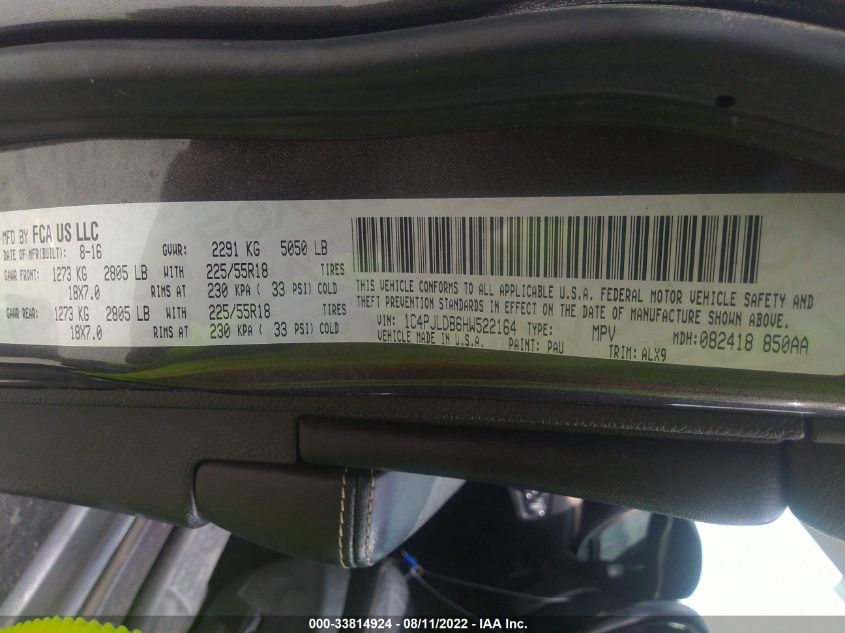 MFD BY FCA US LLC
DATE OF MFR(BUILT): 8-16 GVWR: 2291 KG 5050 LB
GAWR FRONT: 1273 KG 2805 LB WITH 225/55R18 TIRES
18X7.0 RIMS AT 230 KPA ( 33 PSI) COLD
GAWR REAR: 1273 KG 2805 LB WITH 225/55R18 TIRES
18X7.0 RIMS AT 230 KPA ( 33 PSI) COLD
THIS VEHICLE CONFORMS TO ALL APPLICABLE U.S.A. FEDERAL MOTOR VEHICLE SAFETY AND
THEFT PREVENTION STANDARDS IN EFFECT ON THE DATE OF MANUFACTURE SHOWN ABOVE.
VIN: 1C4PJLDB6HW522164 TYPE: MPV MDH:082418 850AA
VEHICLE MADE IN U.S.A. PAINT: PAU TRIM: ALX9
000-33814924 - 08/11/2022 - IAA Inc.